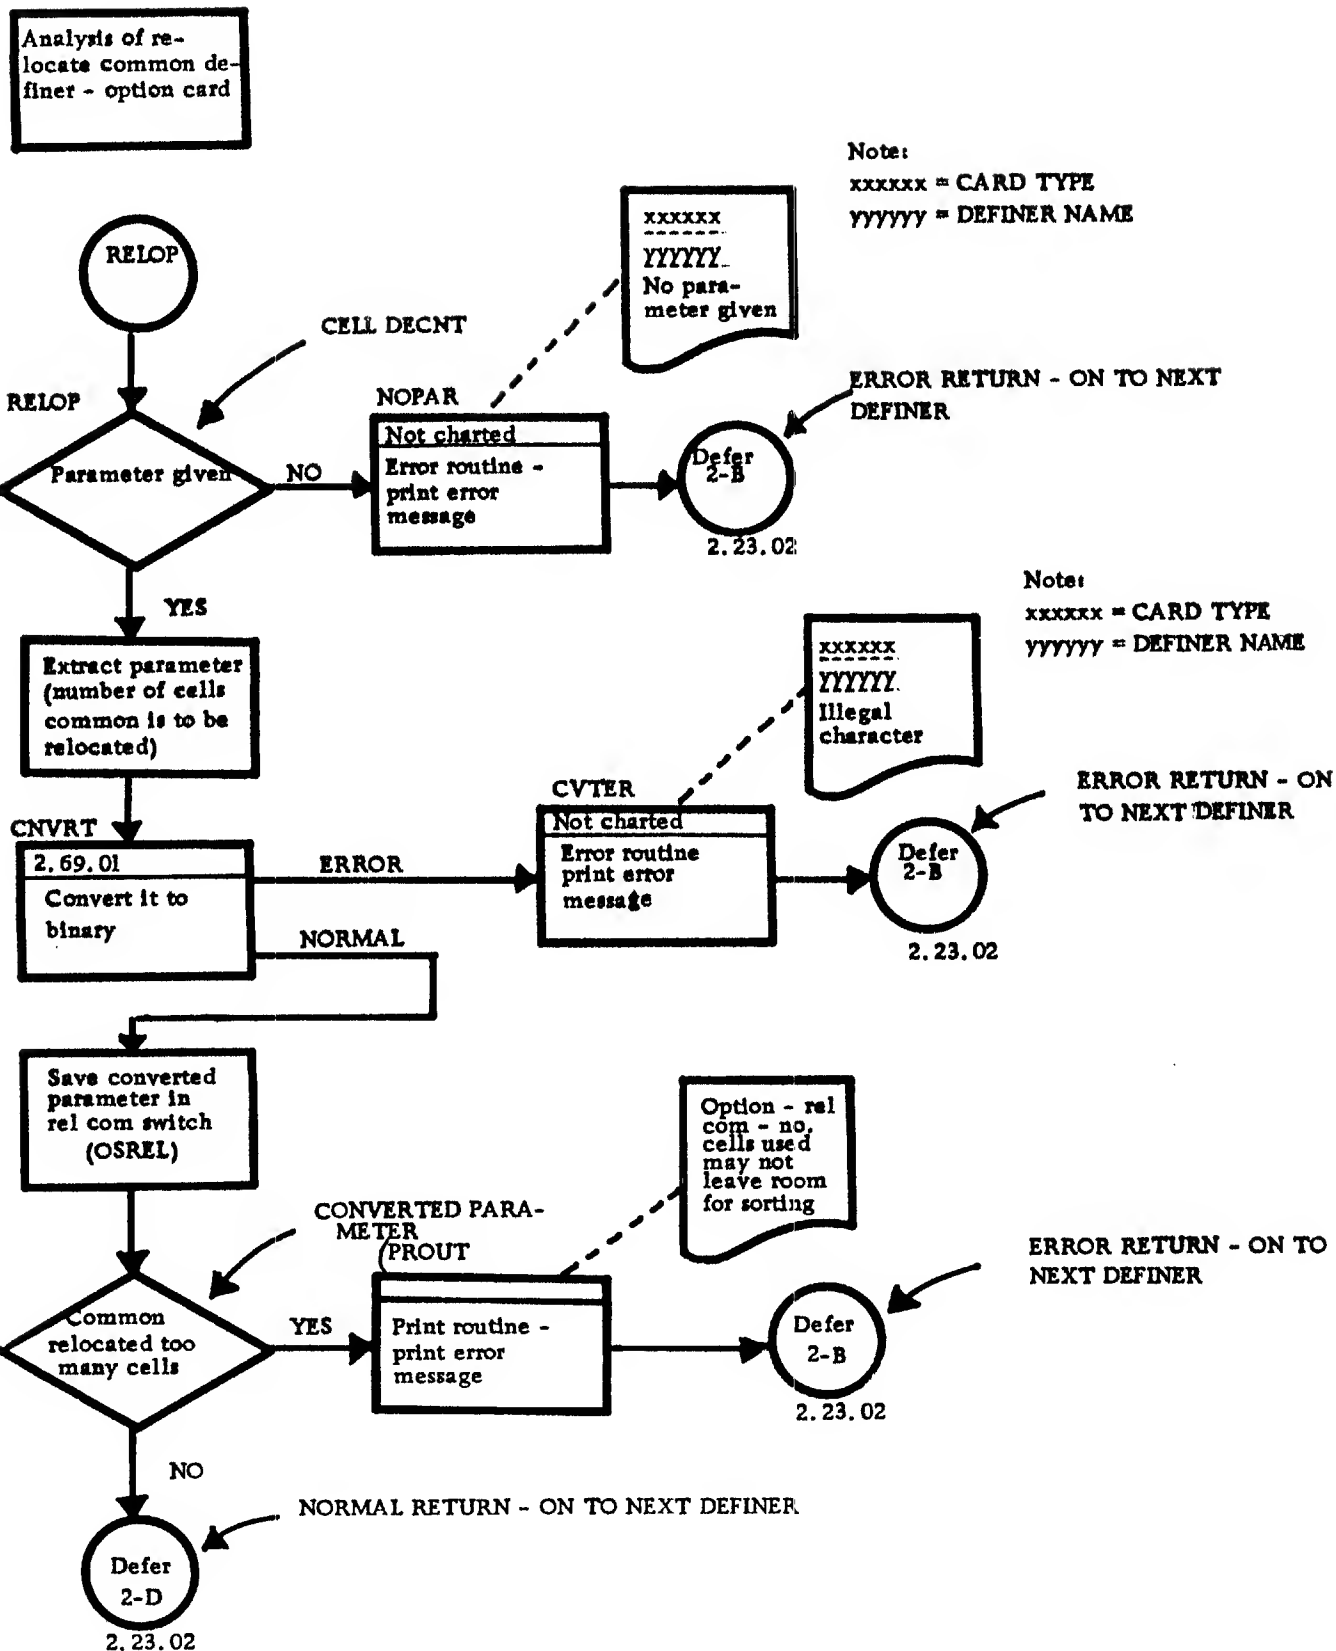 Analysis of re-
locate common de-
finer - option card
Note:
xxxxxx = CARD TYPE
yyyyyy = DEFINER NAME
xxxxxx
yyyyyy
No para-
meter given
RELOP
CELL DECNT
ERROR RETURN - ON TO NEXT
DEFINER
RELOP
NOPAR
Parameter given
NO
Not charted
Error routine -
print error
message
Defer
2-B
2.23.02
YES
Note:
xxxxxx = CARD TYPE
yyyyyy = DEFINER NAME
Extract parameter
(number of cells
common is to be
relocated)
xxxxxx
yyyyyy
Illegal
character
ERROR RETURN - ON
TO NEXT DEFINER
CNVRT
2.69.01
Convert it to
binary
ERROR
CVTER
Not charted
Error routine
print error
message
Defer
2-B
2.23.02
NORMAL
Save converted
parameter in
rel com switch
(OSREL)
Option - rel
com - no.
cells used
may not
leave room
for sorting
CONVERTED PARA-
METER
PROUT
ERROR RETURN - ON TO
NEXT DEFINER
Common
relocated too
many cells
YES
Print routine -
print error
message
Defer
2-B
2.23.02
NO
NORMAL RETURN - ON TO NEXT DEFINER
Defer
2-D
2.23.02